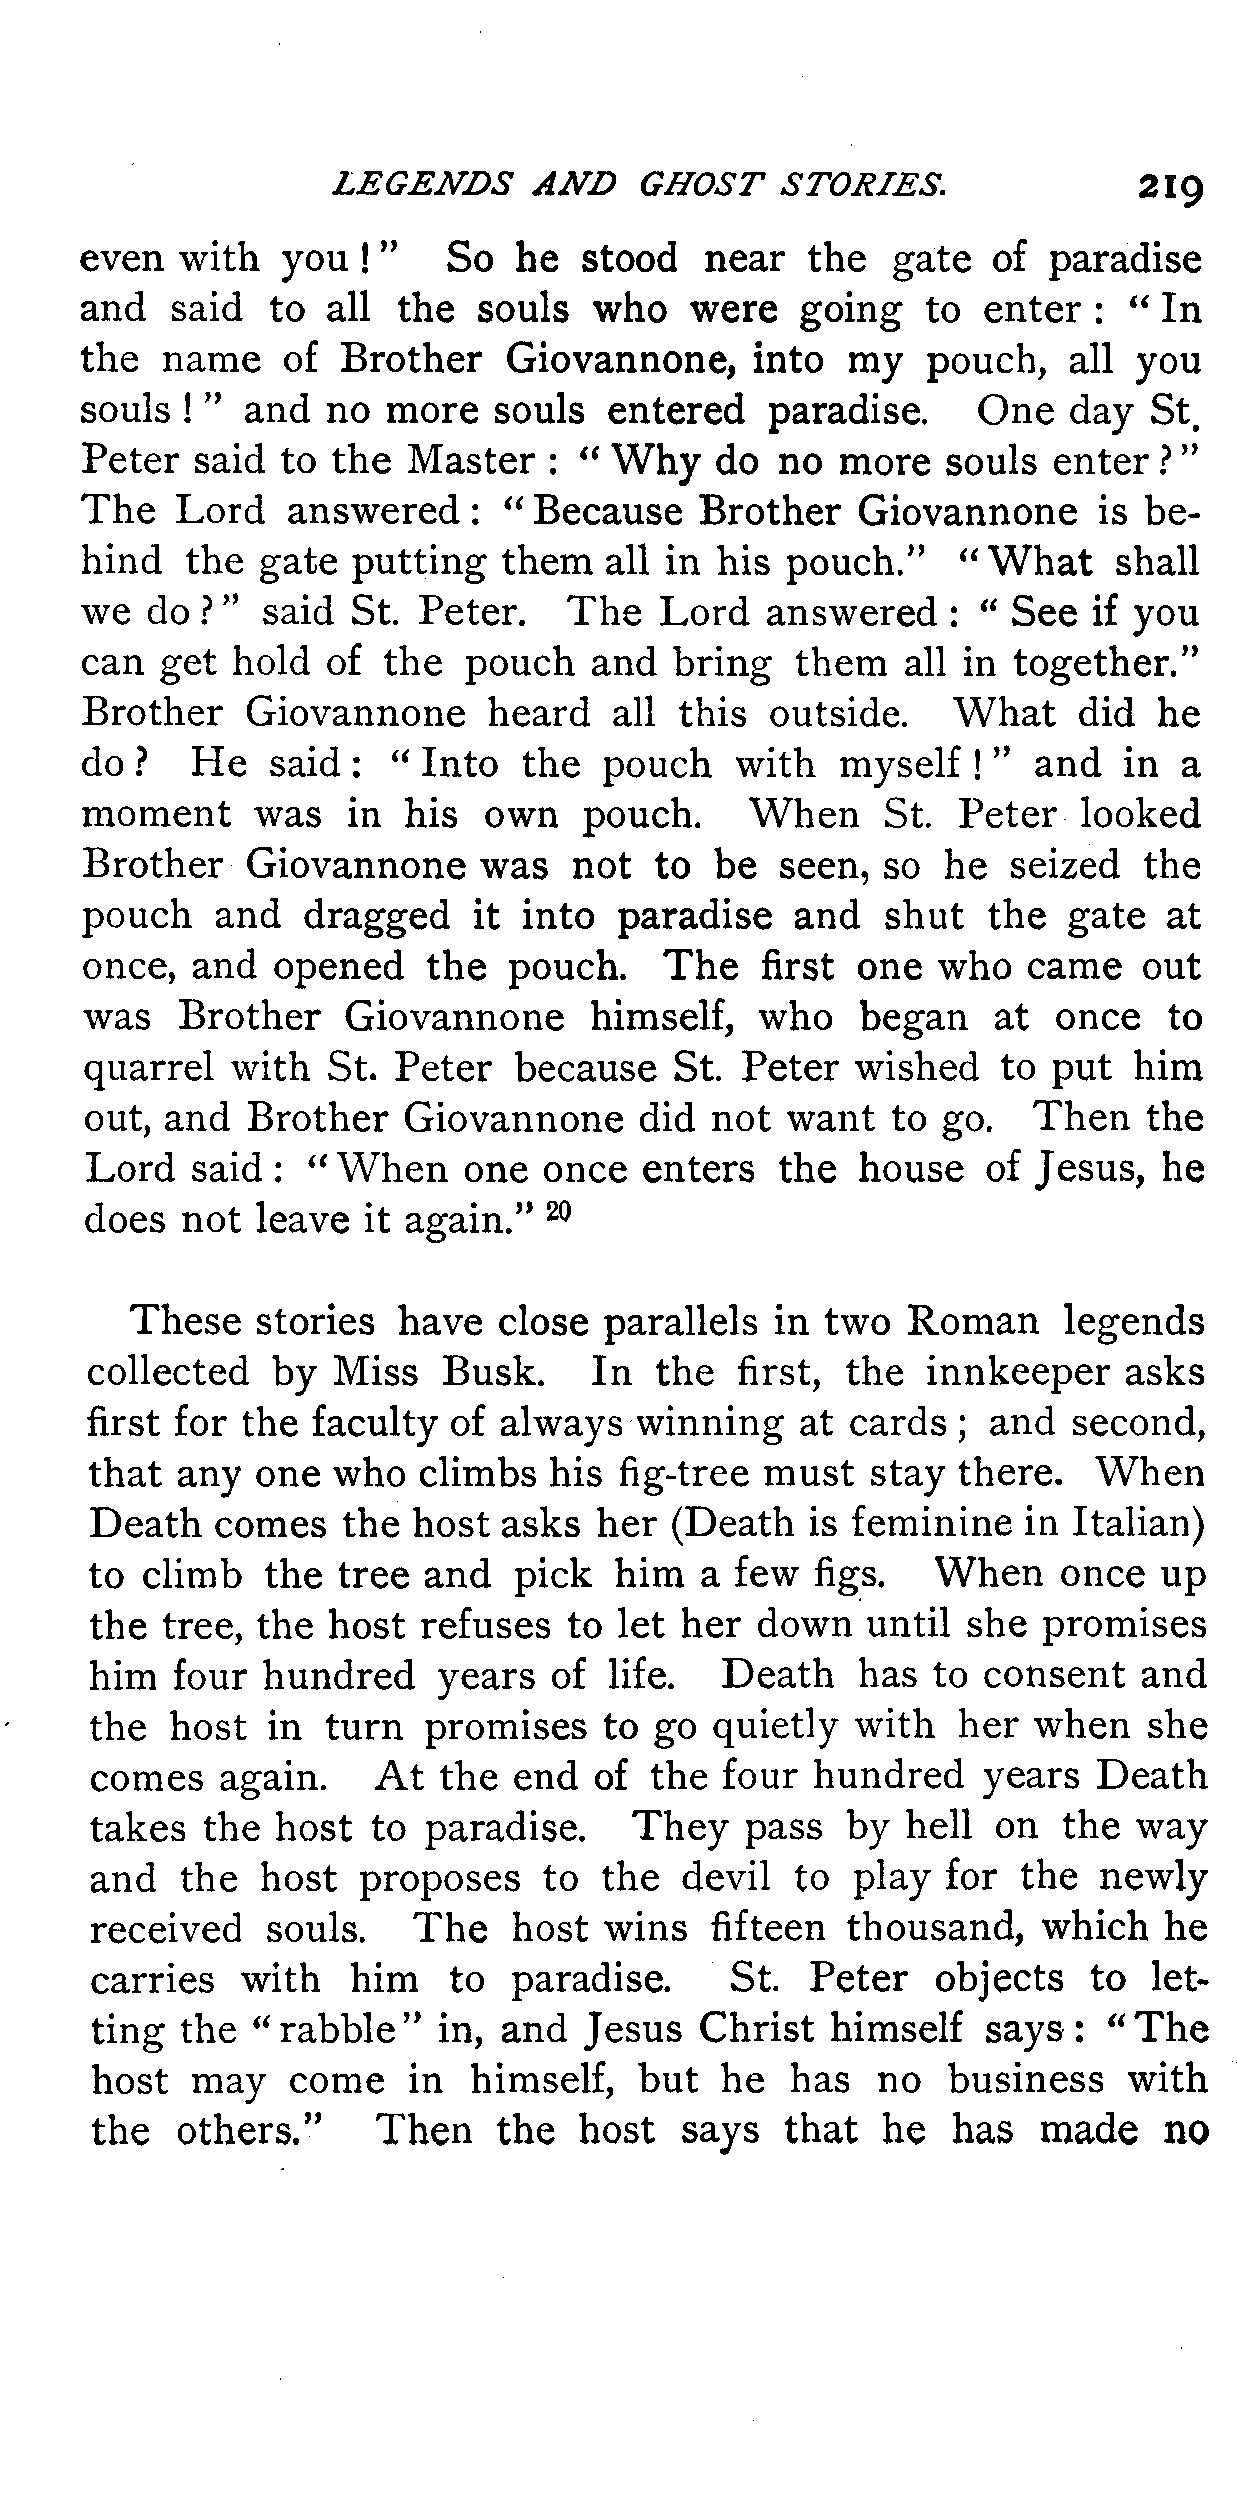 LEGENDS AND GHOST STORIES. 219
even with you ! " So he stood near the gate of paradise
and said to all the souls who were going to enter : " In
the name of Brother Giovannone, into my pouch, all you
souls ! " and no more souls entered paradise. One day St.
Peter said to the Master : " Why do no more souls enter ? "
The Lord answered : " Because Brother Giovannone is be-
hind the gate putting them all in his pouch." " What shall
we do ? " said St. Peter. The Lord answered : " See if you
can get hold of the pouch and bring them all in together."
Brother Giovannone heard all this outside. What did he
do ? He said : " Into the pouch with myself ! " and in a
moment was in his own pouch. When St. Peter looked
Brother Giovannone was not to be seen, so he seized the
pouch and dragged it into paradise and shut the gate at
once, and opened the pouch. The first one who came out
was Brother Giovannone himself, who began at once to
quarrel with St. Peter because St. Peter wished to put him
out, and Brother Giovannone did not want to go. Then the
Lord said : " When one once enters the house of Jesus, he
does not leave it again." 20
These stories have close parallels in two Roman legends
collected by Miss Busk. In the first, the innkeeper asks
first for the faculty of always winning at cards ; and second,
that any one who climbs his fig-tree must stay there. When
Death comes the host asks her (Death is feminine in Italian)
to climb the tree and pick him a few figs. When once up
the tree, the host refuses to let her down until she promises
him four hundred years of life. Death has to consent and
the host in turn promises to go quietly with her when she
comes again. At the end of the four hundred years Death
takes the host to paradise. They pass by hell on the way
and the host proposes to the devil to play for the newly
received souls. The host wins fifteen thousand, which he
carries with him to paradise. St. Peter objects to let-
ting the " rabble " in, and Jesus Christ himself says : " The
host may come in himself, but he has no business with
the others." Then the host says that he has made no